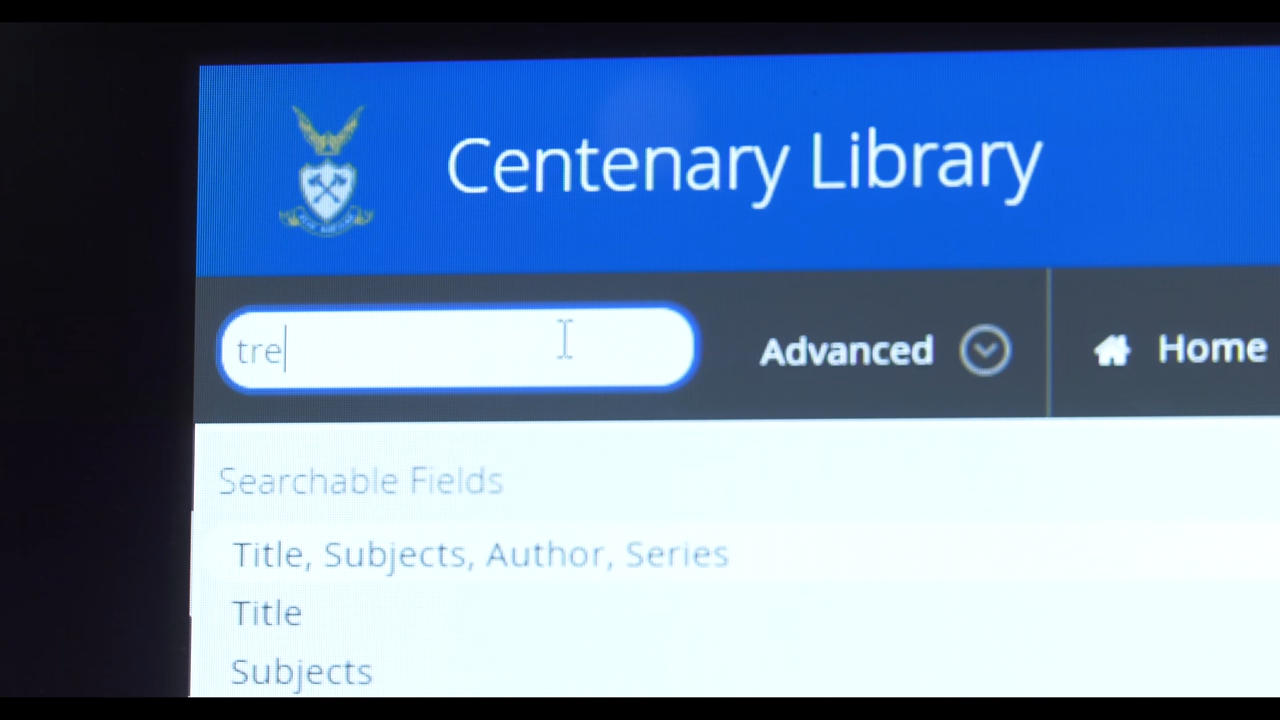 Centenary Library
tre
Advanced
Home
Searchable Fields
Title, Subjects, Author, Series
Title
Subjects